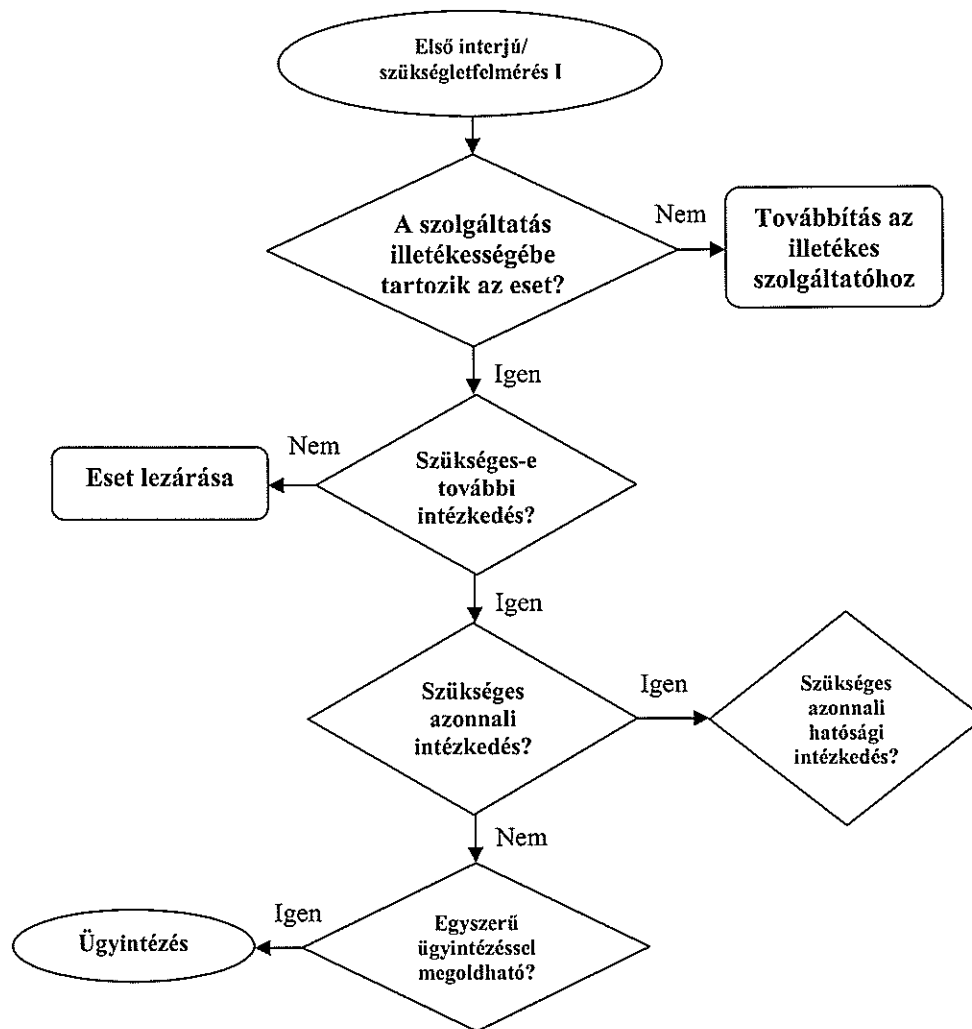 Első interjú/
szükségletfelmérés I
A szolgáltatás
illetékességébe
tartozik az eset?
Nem
Továbbítás az
illetékes
szolgáltatóhoz
Igen
Szükséges-e
további
intézkedés?
Nem
Eset lezárása
Igen
Szükséges
azonnali
intézkedés?
Igen
Szükséges
azonnali
hatósági
intézkedés?
Nem
Egyszerű
ügyintézéssel
megoldható?
Igen
Ügyintézés